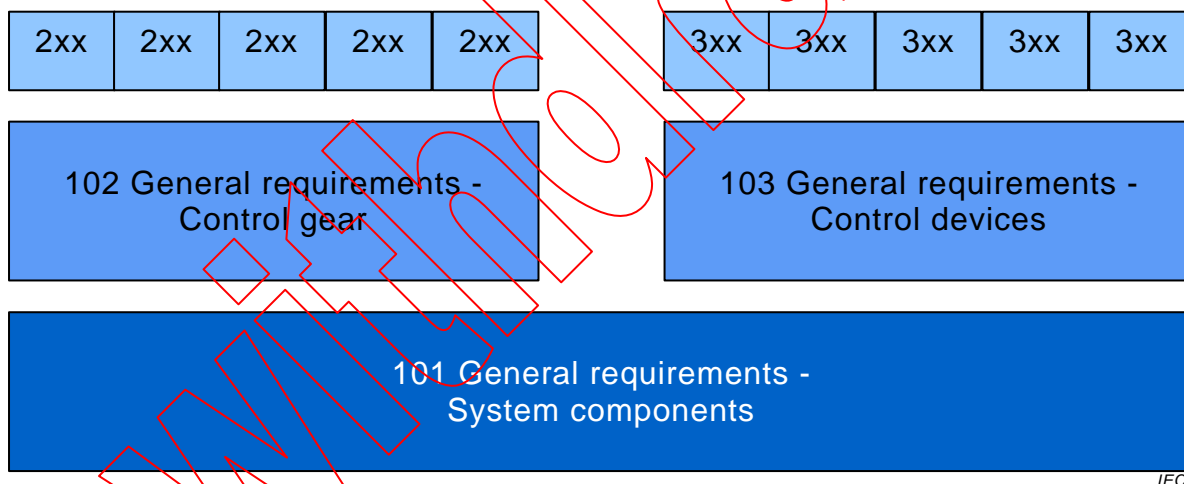 2xx 2xx 2xx 2xx 2xx 3xx 3xx 3xx 3xx 3xx
102 General requirements -
Control gear
103 General requirements -
Control devices
101 General requirements -
System components
IEC